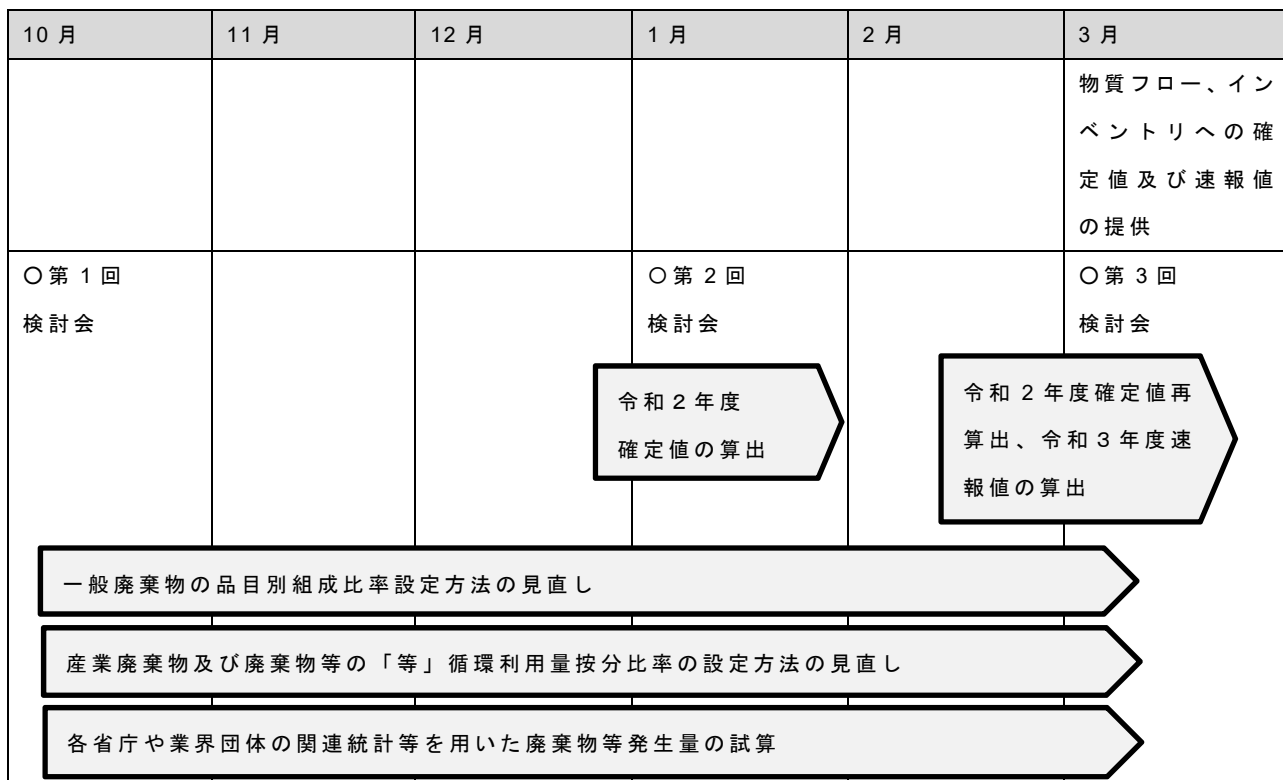 10月
11月
12月
1月
2月
3月
物質フロー、イン
ベントリへの確
定値及び速報値
の提供
〇第1回
検討会
〇第2回
検討会
〇第3回
検討会
令和2年度
確定値の算出
令和2年度確定値再
算出、令和3年度速
報値の算出
一般廃棄物の品目別組成比率設定方法の見直し
産業廃棄物及び廃棄物等の「等」循環利用量按分比率の設定方法の見直し
各省庁や業界団体の関連統計等を用いた廃棄物等発生量の試算